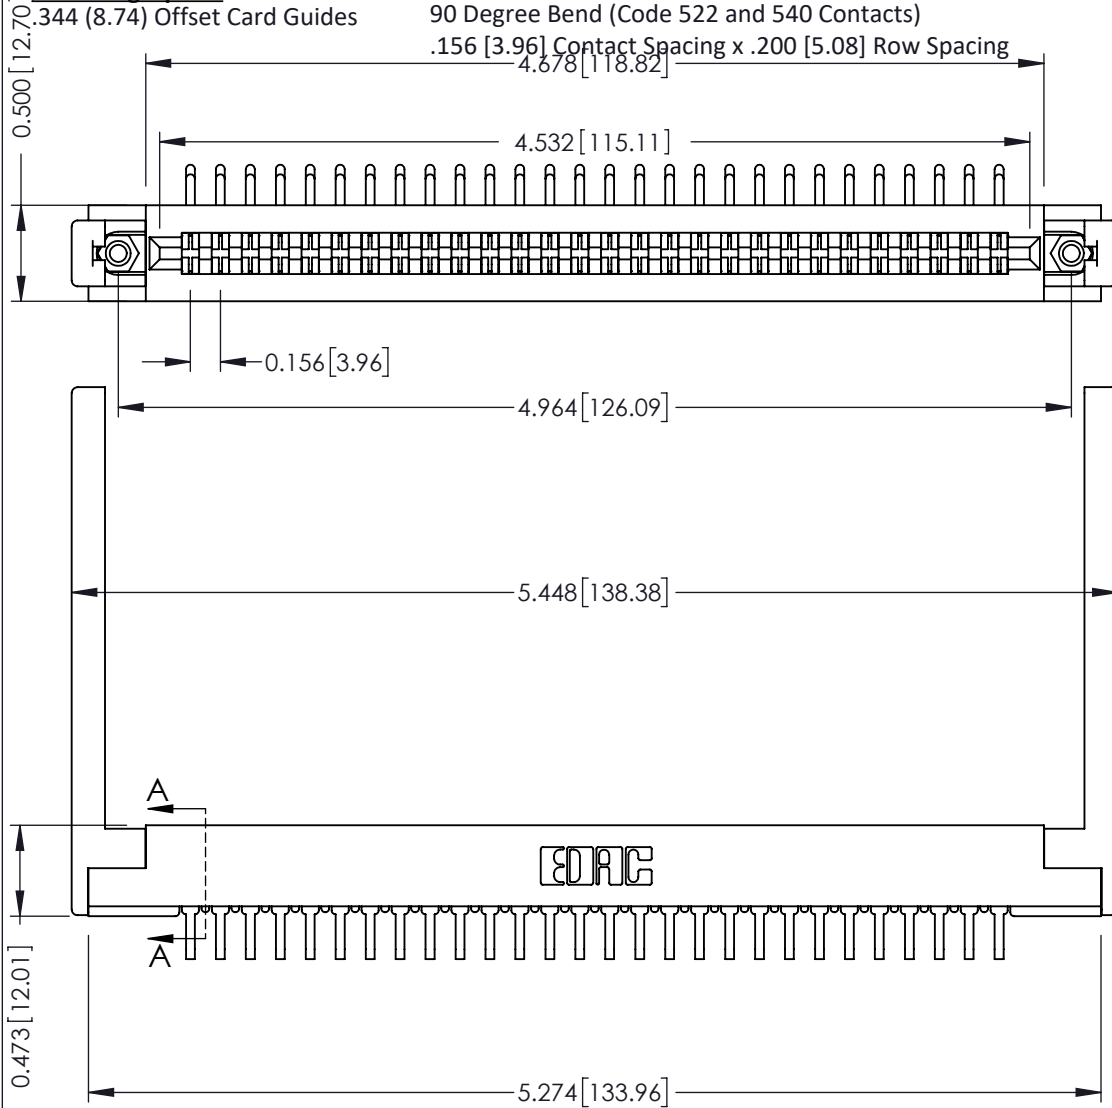 .344 (8.74) Offset Card Guides
90 Degree Bend (Code 522 and 540 Contacts)
.156 [3.96] Contact Spacing x .200 [5.08] Row Spacing
0.500 [12.70]
4.678 [118.82]
4.532 [115.11]
0.156 [3.96]
4.964 [126.09]
5.448 [138.38]
A
EDAC
A
0.473 [12.01]
5.274 [133.96]